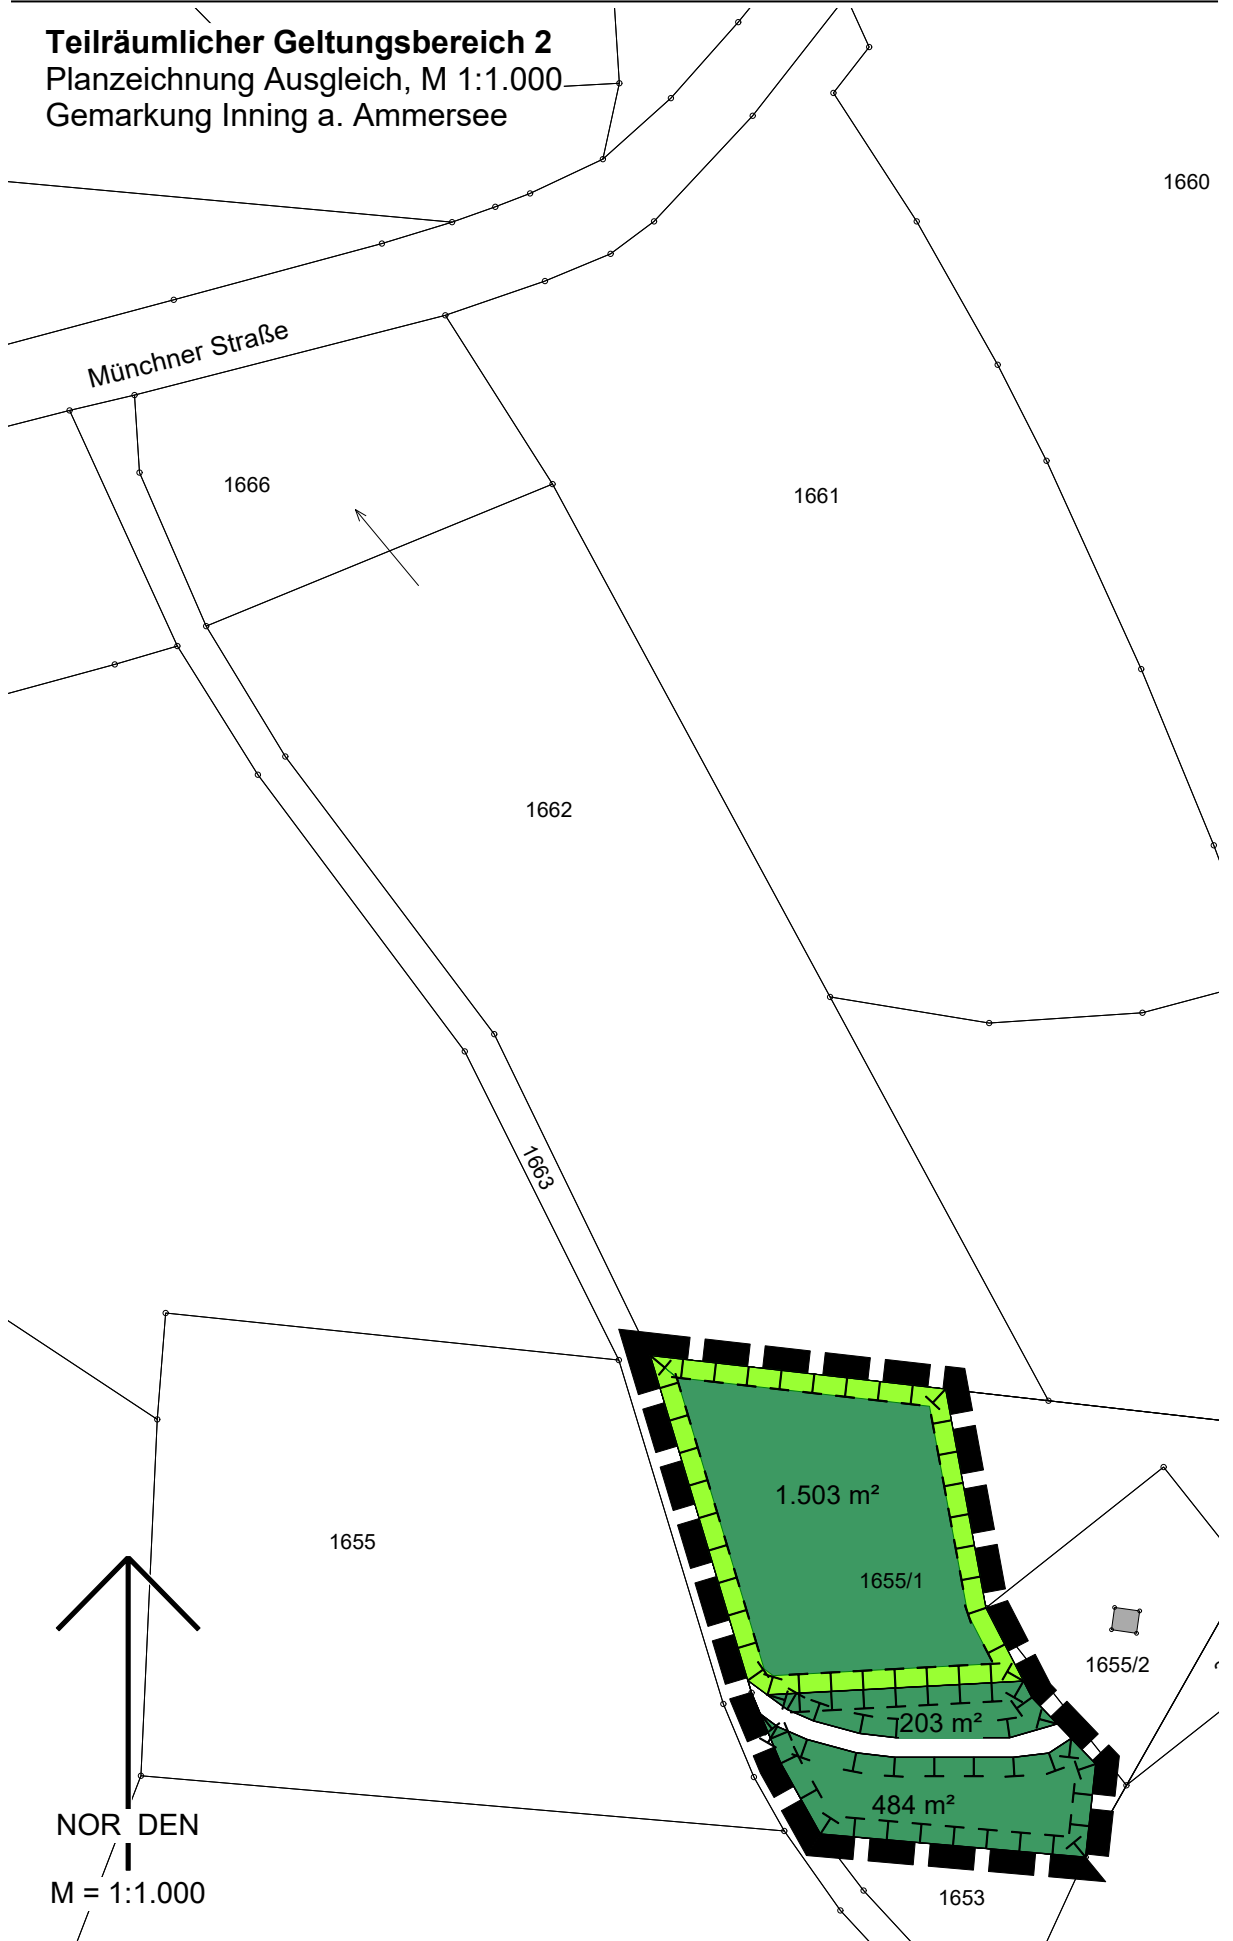 Teilräumlicher Geltungsbereich 2
Planzeichnung Ausgleich, M 1:1.000
Gemarkung Inning a. Ammersee
1660
Münchner Straße
1666
1661
1662
1663
1.503 m²
1655
1655/1
1655/2
203 m²
484 m²
NOR DEN
M = 1:1.000
1653